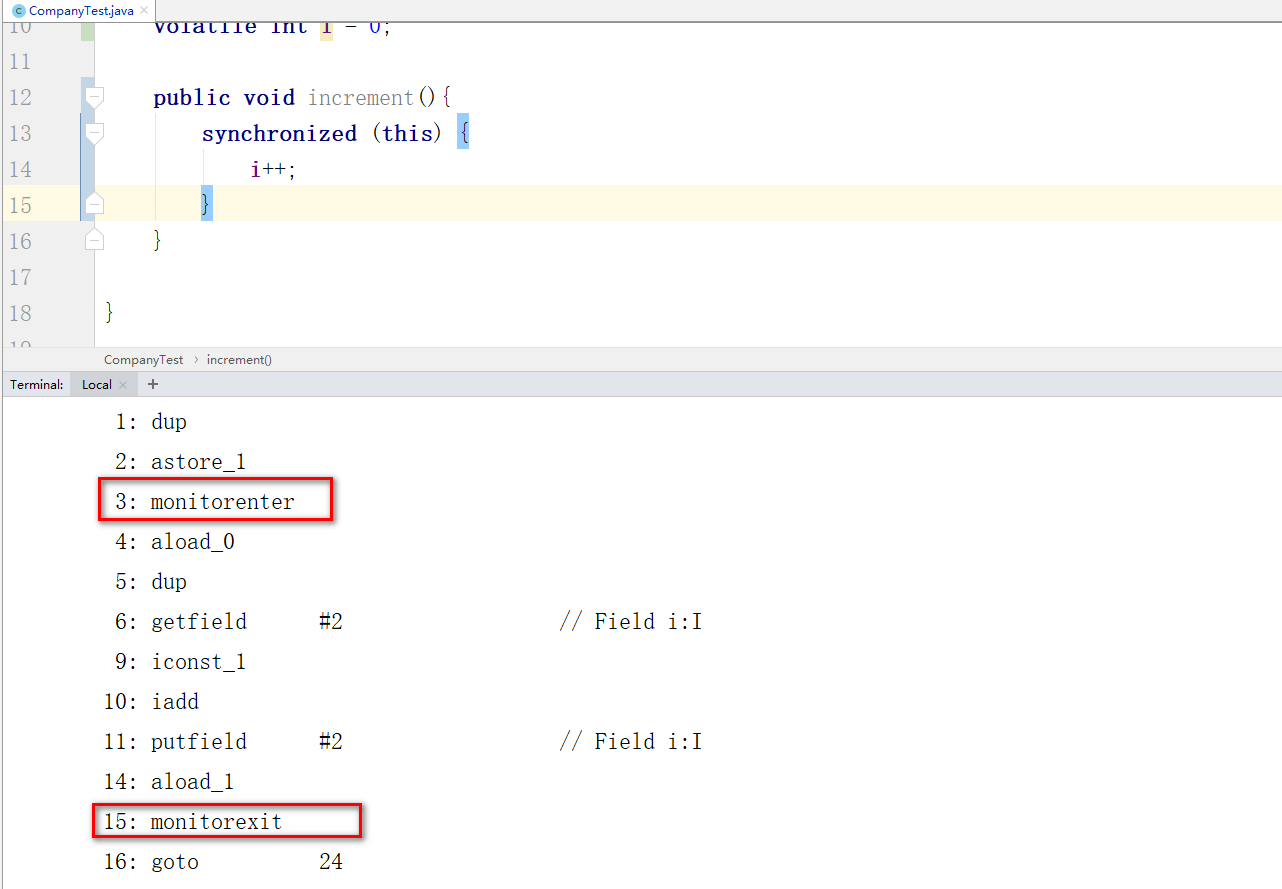 CompanyTest.java
10 volatile int i = 0;
11
12 public void increment(){
13 synchronized (this) {
14 i++;
15 }
16 }
17
18 }
19
CompanyTest › increment()
Terminal: Local +
1: dup
2: astore_1
3: monitorenter
4: aload_0
5: dup
6: getfield #2 // Field i:I
9: iconst_1
10: iadd
11: putfield #2 // Field i:I
14: aload_1
15: monitorexit
16: goto 24